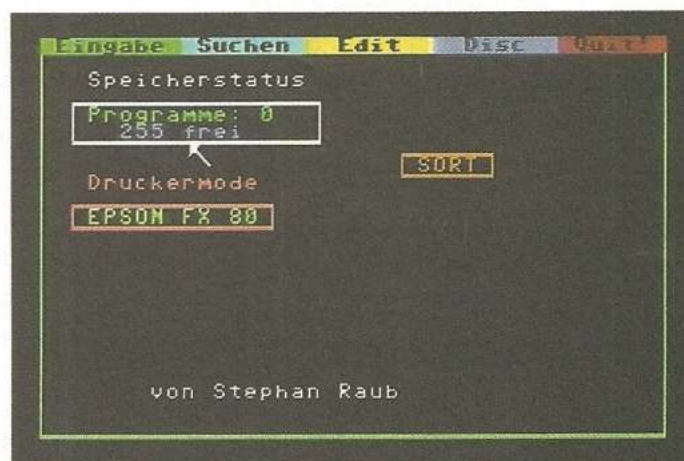 Eingabe Suchen Edit Disc Quit!
Speicherstatus
Programme: 0
255 frei
SORT
Druckermode
EPSON FX 80
von Stephan Raub